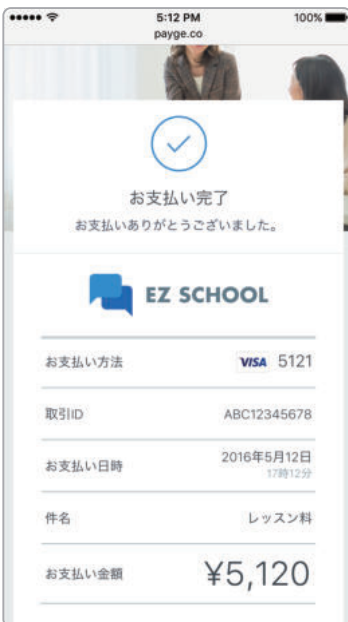 5:12 PM
100%
payge.co
お支払い完了
お支払いありがとうございました。
EZ SCHOOL
お支払い方法 VISA 5121
取引ID ABC12345678
お支払い日時 2016年5月12日
17時12分
件名 レッスン料
お支払い金額 ¥5,120